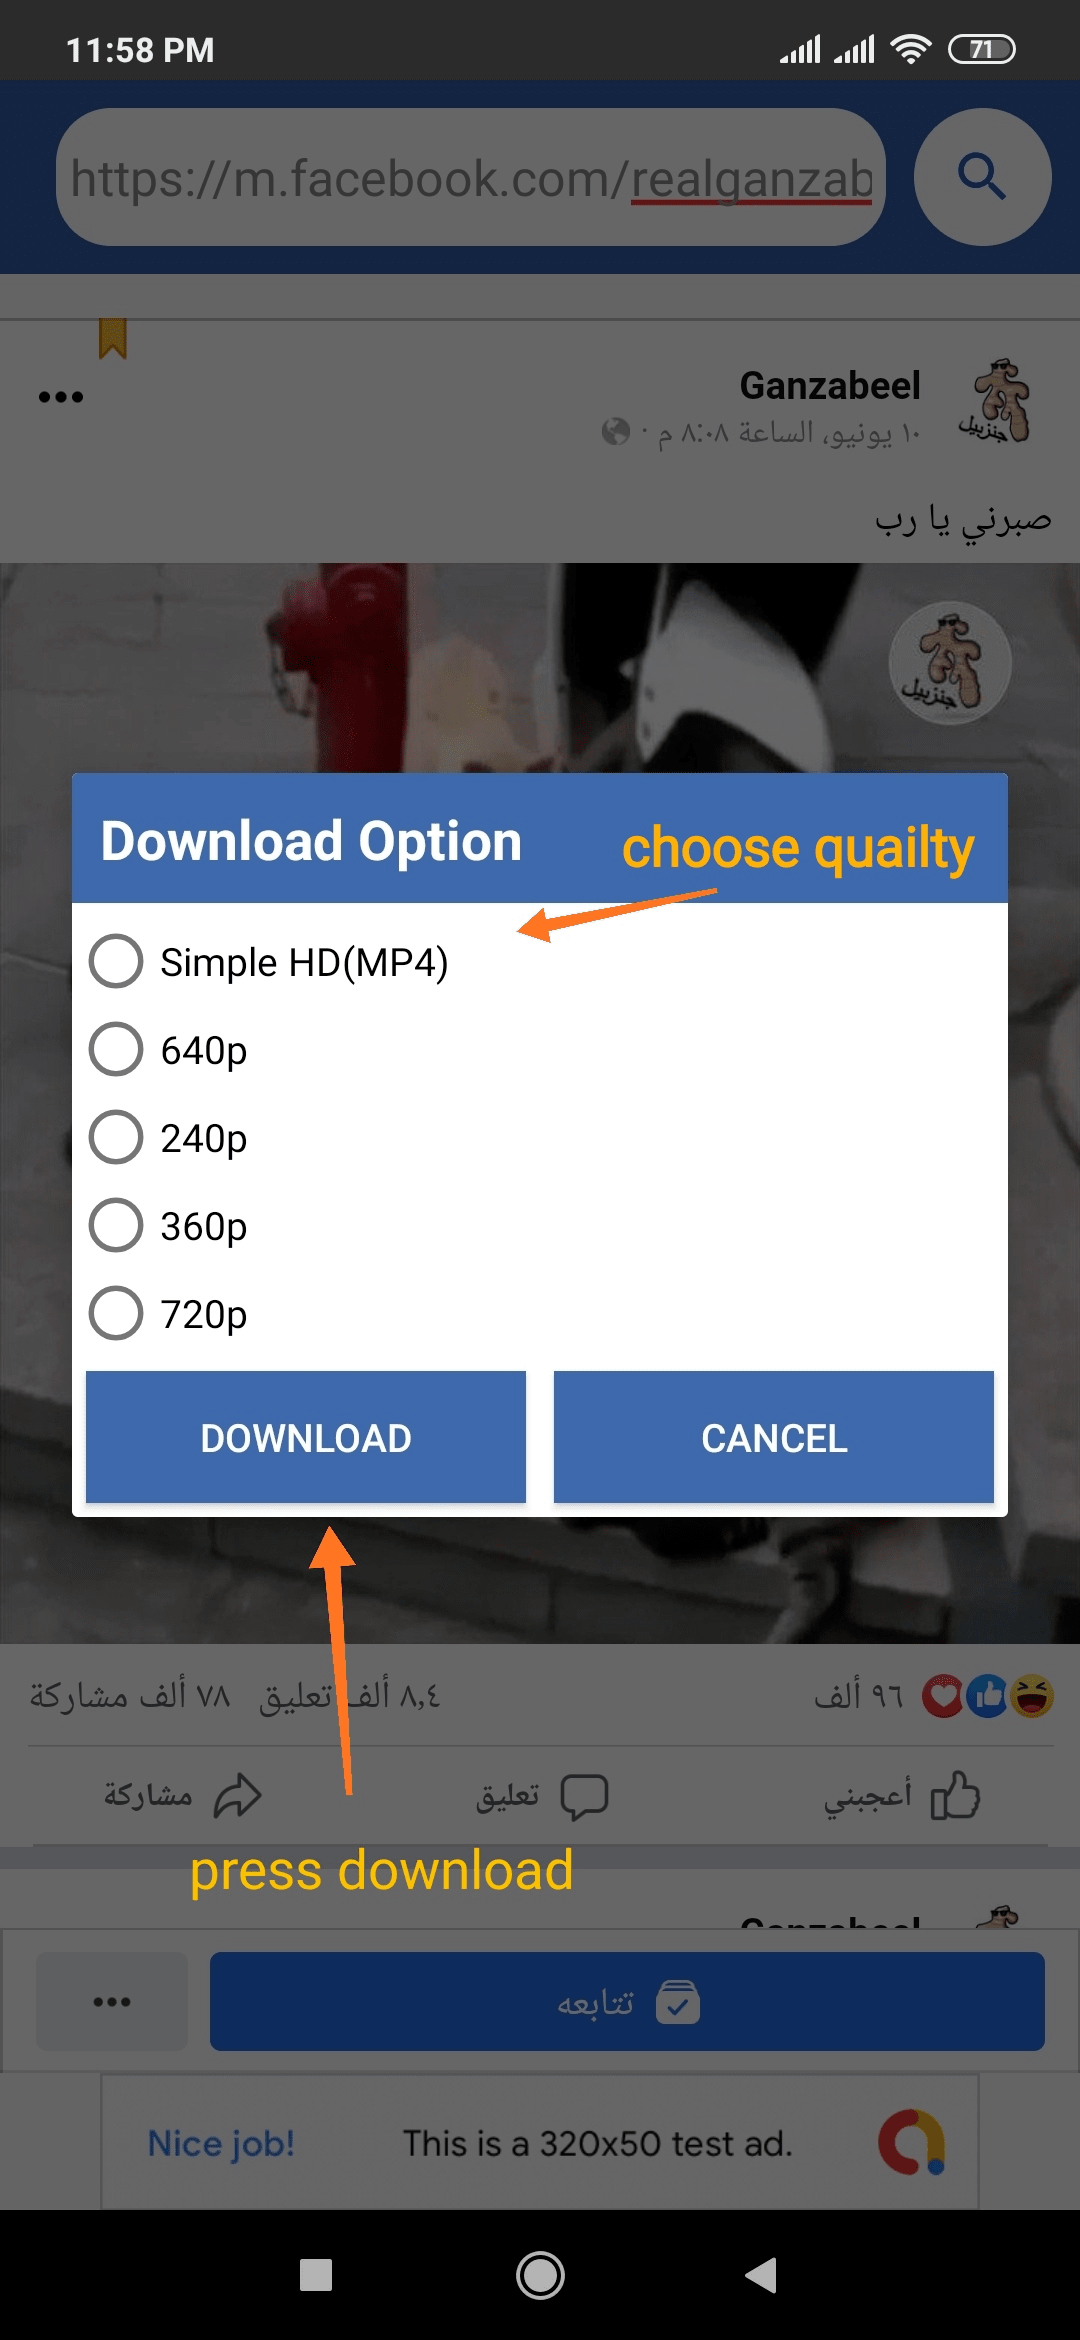 11:58 PM
71
https://m.facebook.com/realganzab
Ganzabeel
١٠ يونيو، الساعة ٨:٠٨ م ·
جنزبيل
صبرني يا رب
جنزبيل
Download Option
choose quailty
Simple HD(MP4)
640p
240p
360p
720p
DOWNLOAD
CANCEL
٩٦ ألف
٨,٤ ألف تعليق
٧٨ ألف مشاركة
أعجبني
تعليق
مشاركة
press download
Ganzabeel
تتابعه
Nice job!
This is a 320x50 test ad.